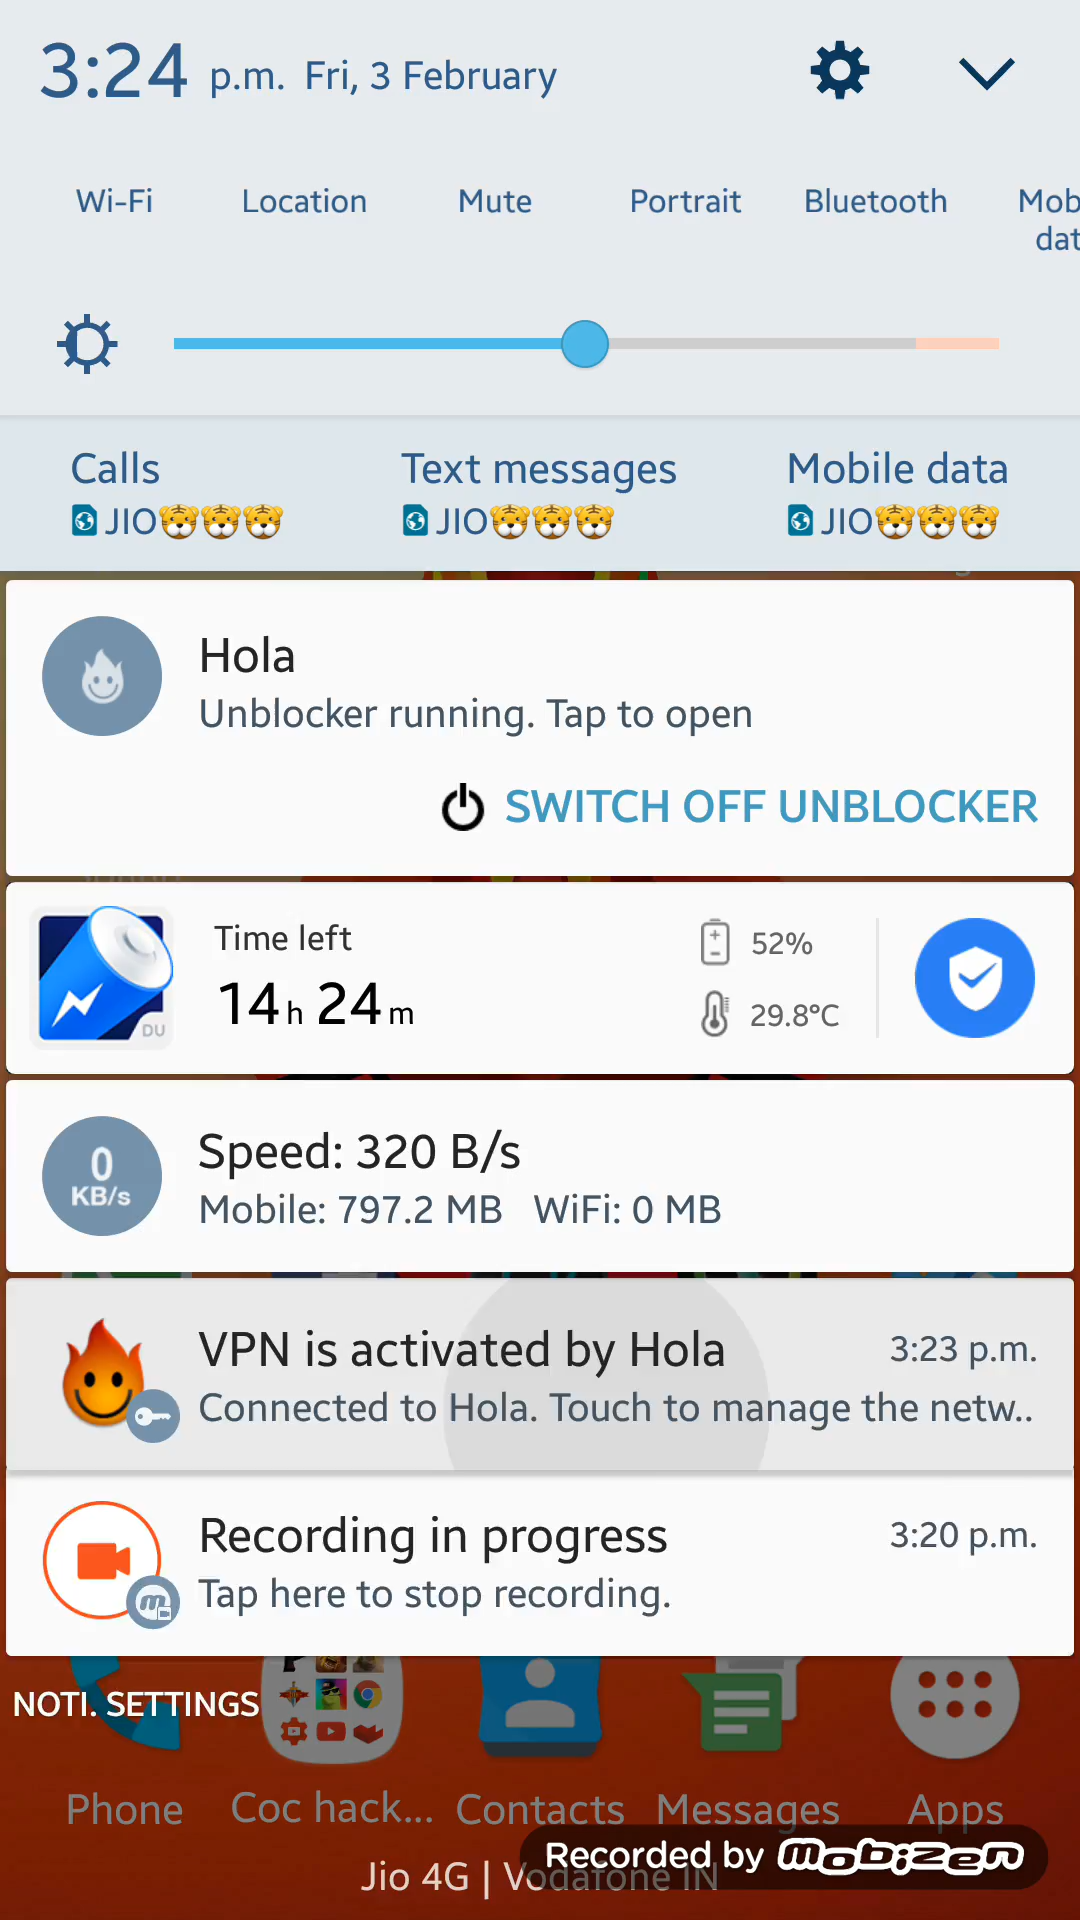 3:24 p.m. Fri, 3 February
Wi-Fi Location Mute Portrait Bluetooth Mob
dat
Calls Text messages Mobile data
JIO🐯🐯🐯 JIO🐯🐯🐯 JIO🐯🐯🐯
Hola
Unblocker running. Tap to open
SWITCH OFF UNBLOCKER
Time left
14 h 24 m
52%
29.8°C
DU
0
KB/s
Speed: 320 B/s
Mobile: 797.2 MB WiFi: 0 MB
VPN is activated by Hola 3:23 p.m.
Connected to Hola. Touch to manage the netw..
Recording in progress 3:20 p.m.
Tap here to stop recording.
NOTI. SETTINGS
Phone Coc hack... Contacts Messages Apps
Recorded by mobizen
Jio 4G | Vodafone IN